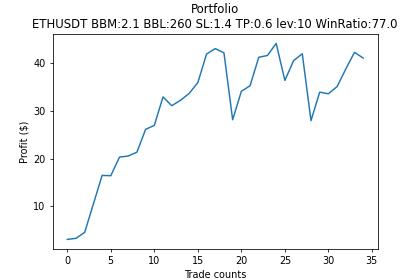 Portfolio
ETHUSDT BBM:2.1 BBL:260 SL:1.4 TP:0.6 lev:10 WinRatio:77.0
40
30
20
10
Profit ($)
0 5 10 15 20 25 30 35
Trade counts